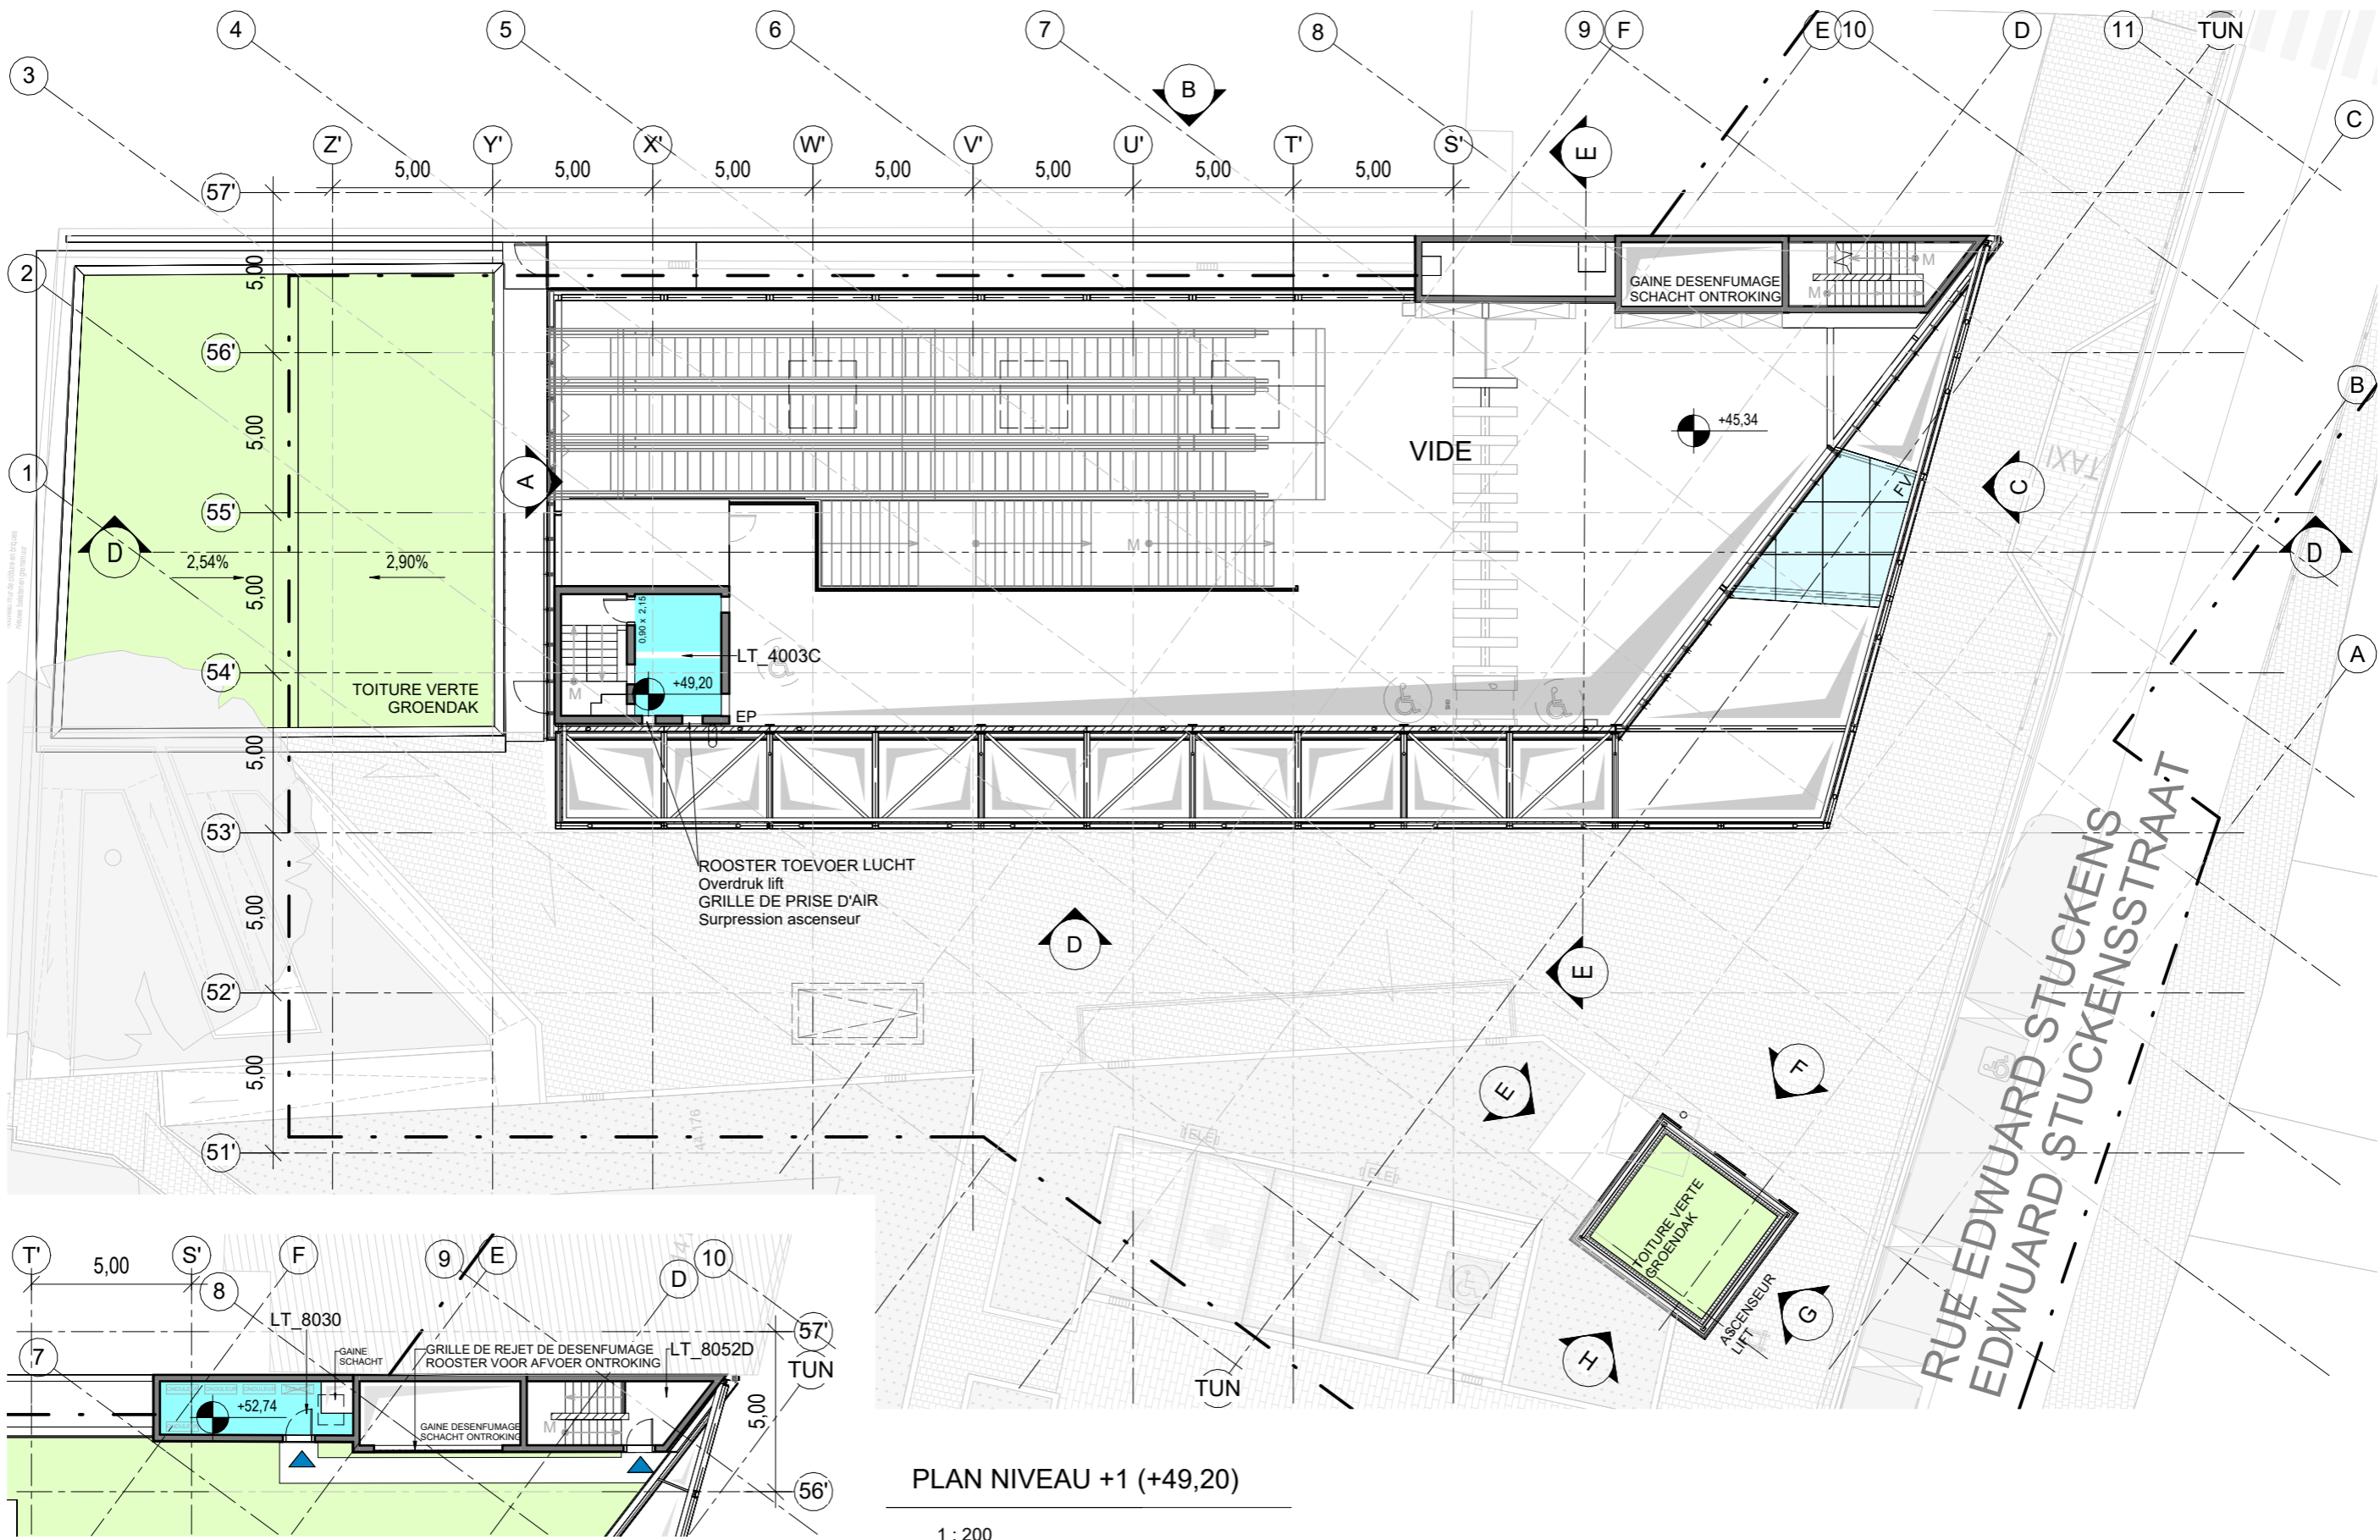 3
4
5
6
7
8
9
F
E
10
D
11
TUN
C
B
A
B
E
Z'
Y'
X'
W'
V'
U'
T'
S'
5,00
5,00
5,00
5,00
5,00
5,00
5,00
57'
56'
55'
54'
53'
52'
51'
5,00
5,00
5,00
5,00
5,00
5,00
2
1
D
2,54%
2,90%
TOITURE VERTE
GROENDAK
A
GAINE DESENFUMAGE
SCHACHT ONTROKING
M
M
VIDE
+45,34
FV
C
TAXI
D
M
0,90 x 2,15
LT_4003C
+49,20
M
EP
ROOSTER TOEVOER LUCHT
Overdruk lift
GRILLE DE PRISE D'AIR
Surpression ascenseur
D
E
E
F
G
H
TOITURE VERTE
GROENDAK
ASCENSEUR
LIFT
RUE EDWUARD STUCKENS
EDWUARD STUCKENSSTRAAT
TUN
T'
S'
F
9
E
D
10
5,00
8
7
LT_8030
GAINE
SCHACHT
GRILLE DE REJET DE DESENFUMAGE
ROOSTER VOOR AFVOER ONTROKING
LT_8052D
57'
TUN
5,00
56'
+52,74
GAINE DESENFUMAGE
SCHACHT ONTROKING
M
PLAN NIVEAU +1 (+49,20)
1 : 200